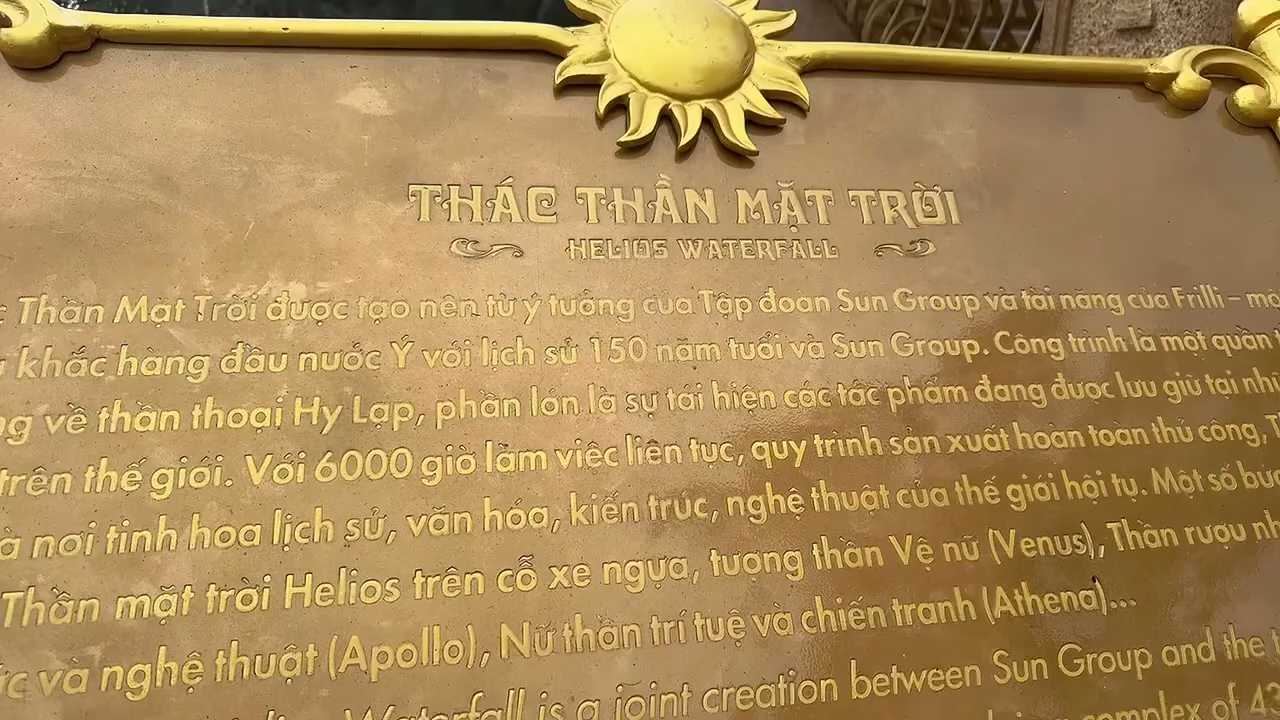 THÁC THẦN MẶT TRỜI
HELIOS WATERFALL
Thần Mặt Trời được tạo nên từ ý tưởng của Tập đoàn Sun Group và tài năng của Frilli –
khắc hàng đầu nước Ý với lịch sử 150 năm tuổi và Sun Group. Công trình là một quần
về thần thoại Hy Lạp, phần lớn là sự tái hiện các tác phẩm đang được lưu giữ tại
trên thế giới. Với 6000 giờ làm việc liên tục, quy trình sản xuất hoàn toàn thủ công,
nơi tinh hoa lịch sử, văn hóa, kiến trúc, nghệ thuật của thế giới hội tụ. Một số
Thần mặt trời Helios trên cỗ xe ngựa, tượng thần Vệ nữ (Venus), Thần rượu
và nghệ thuật (Apollo), Nữ thần trí tuệ và chiến tranh (Athena)...
Waterfall is a joint creation between Sun Group and the
complex of 43